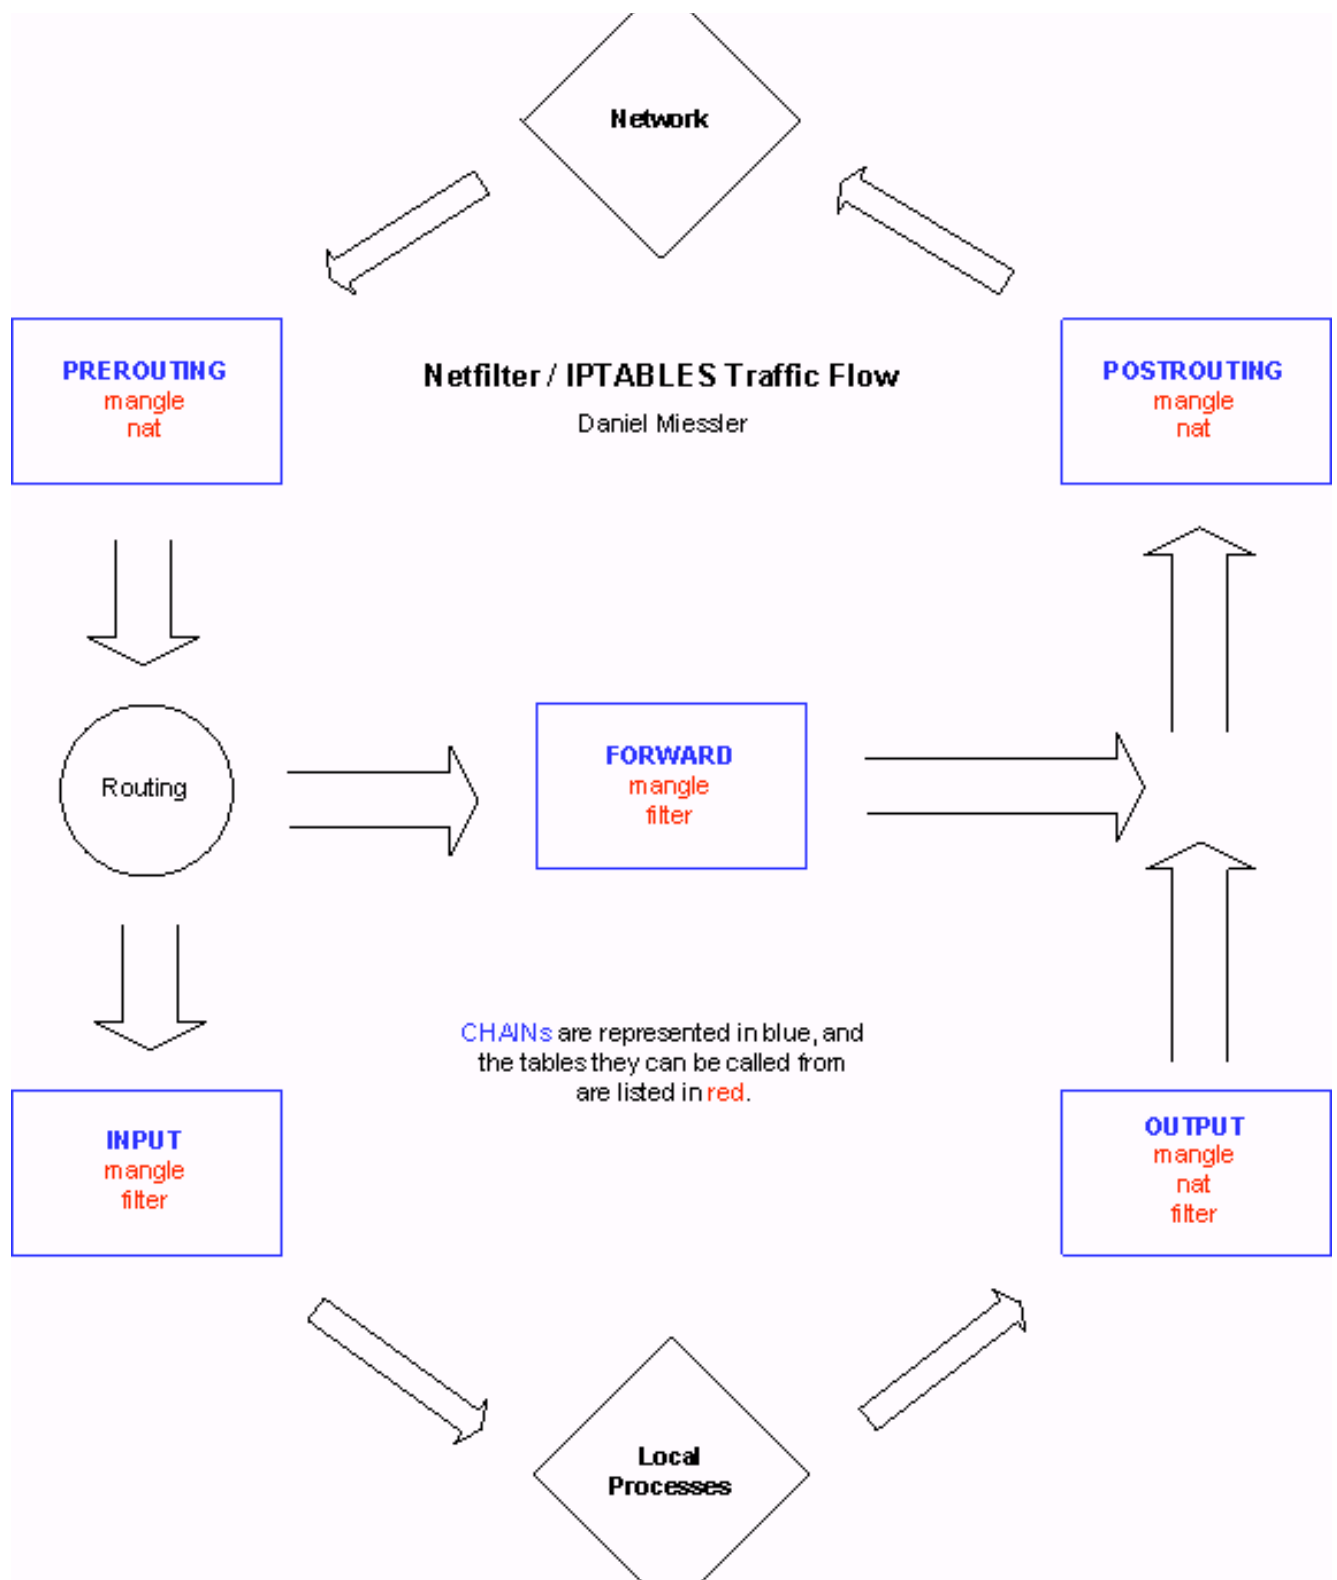 Network
PREROUTING
mangle
nat
Netfilter / IPTABLES Traffic Flow
Daniel Miessler
POSTROUTING
mangle
nat
Routing
FORWARD
mangle
filter
CHAINs are represented in blue, and
the tables they can be called from
are listed in red.
INPUT
mangle
filter
OUTPUT
mangle
nat
filter
Local
Processes